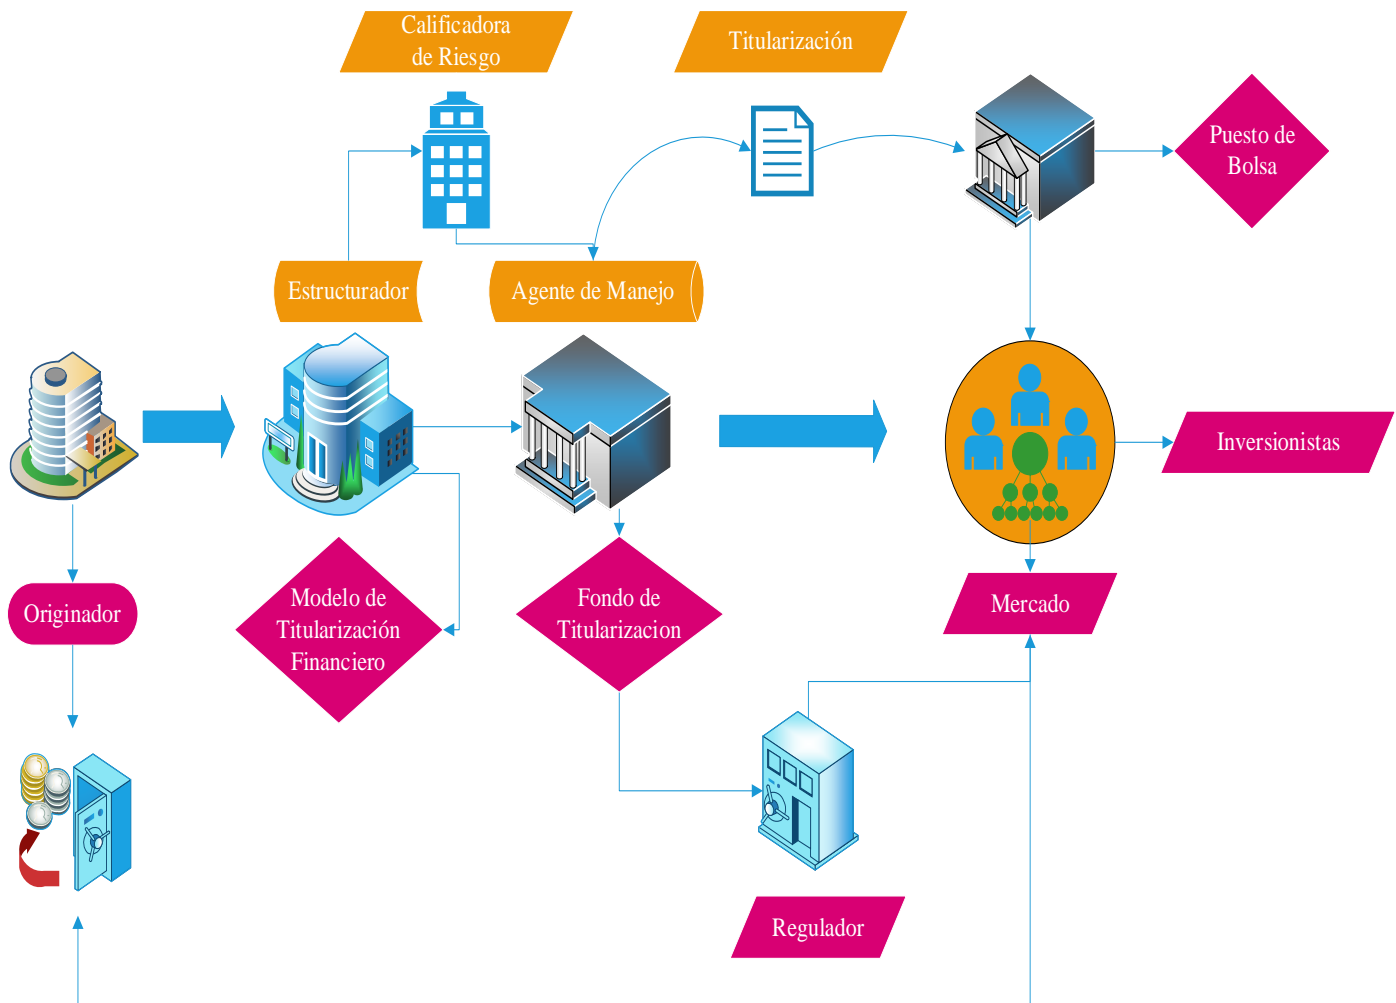 Calificadora
de Riesgo
Titularización
Puesto de
Bolsa
Estructurador
Agente de Manejo
Inversionistas
Originador
Modelo de
Titularización
Financiero
Fondo de
Titularizacion
Mercado
Regulador